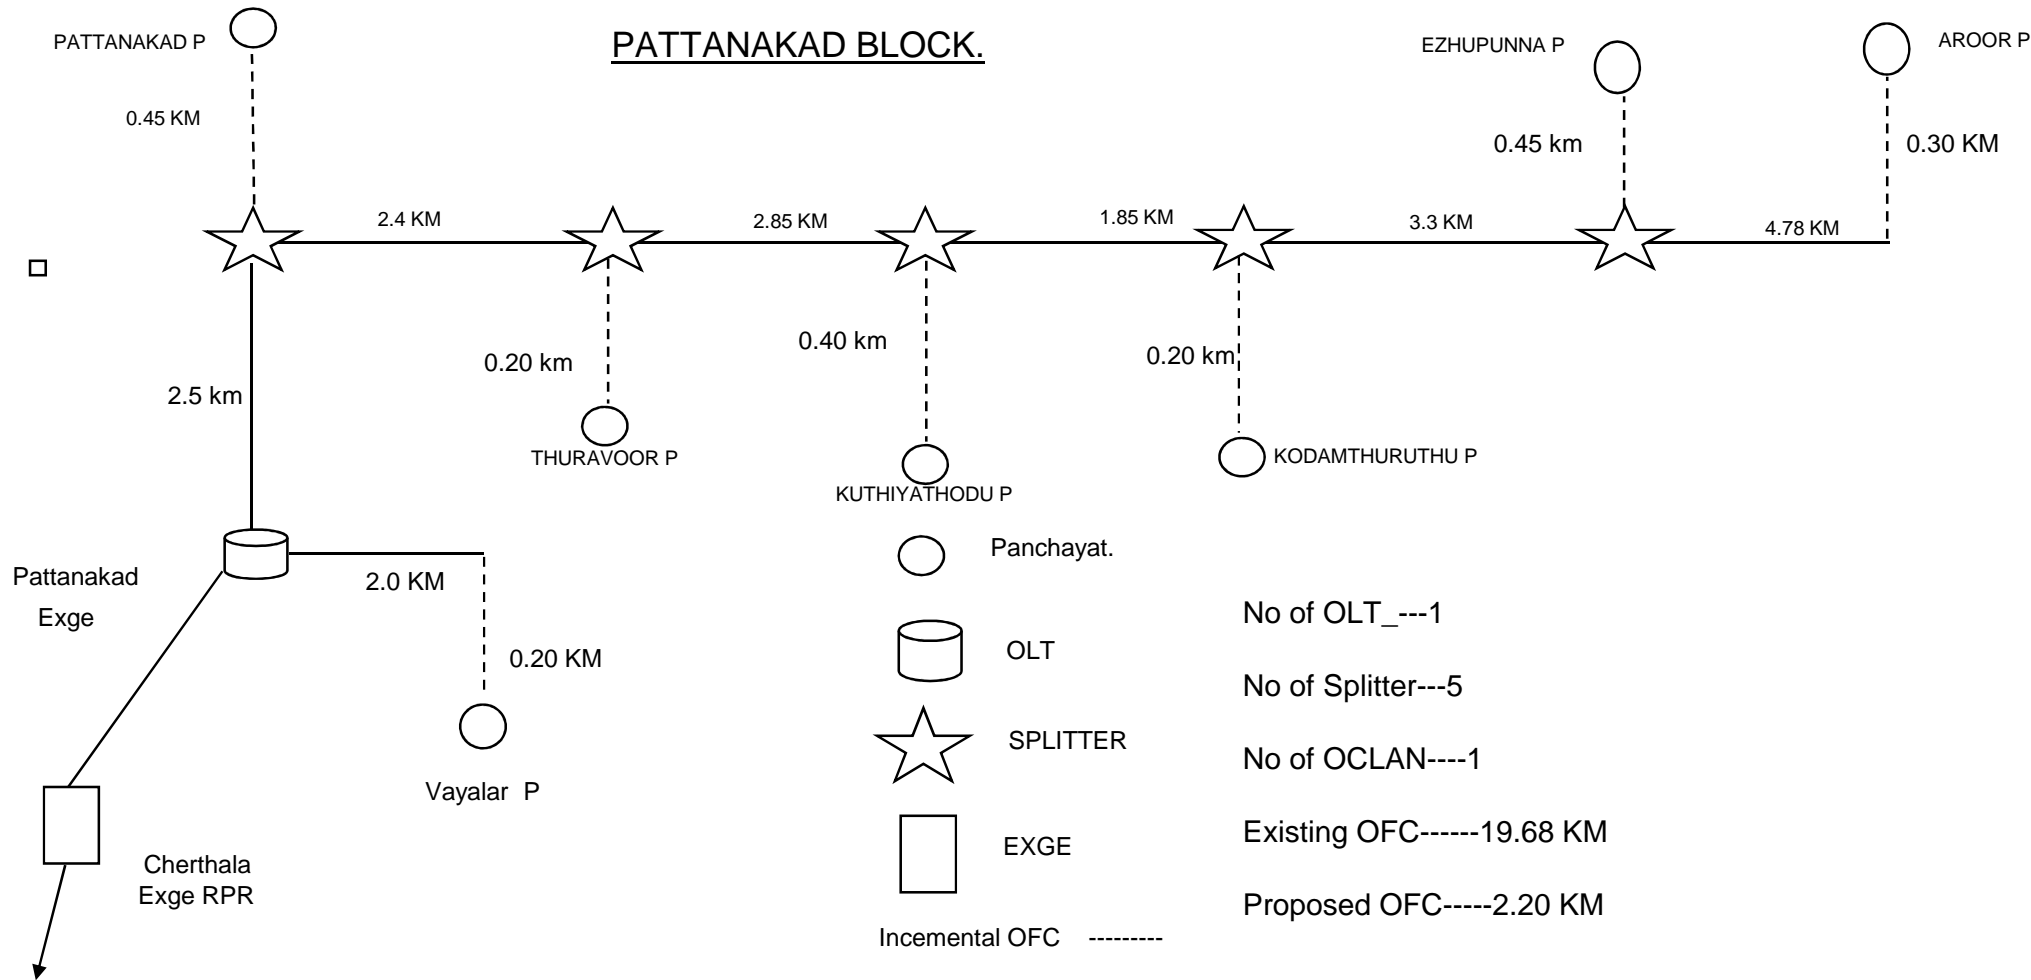 PATTANAKAD BLOCK.
PATTANAKAD P
EZHUPUNNA P
AROOR P
0.45 KM
0.45 km
0.30 KM
2.4 KM
2.85 KM
1.85 KM
3.3 KM
4.78 KM
0.20 km
0.40 km
0.20 km
2.5 km
THURAVOOR P
KUTHIYATHODU P
KODAMTHURUTHU P
Pattanakad
Exge
2.0 KM
0.20 KM
Vayalar P
Cherthala
Exge RPR
Panchayat.
OLT
SPLITTER
EXGE
Incemental OFC ---------
No of OLT_---1
No of Splitter---5
No of OCLAN----1
Existing OFC------19.68 KM
Proposed OFC-----2.20 KM